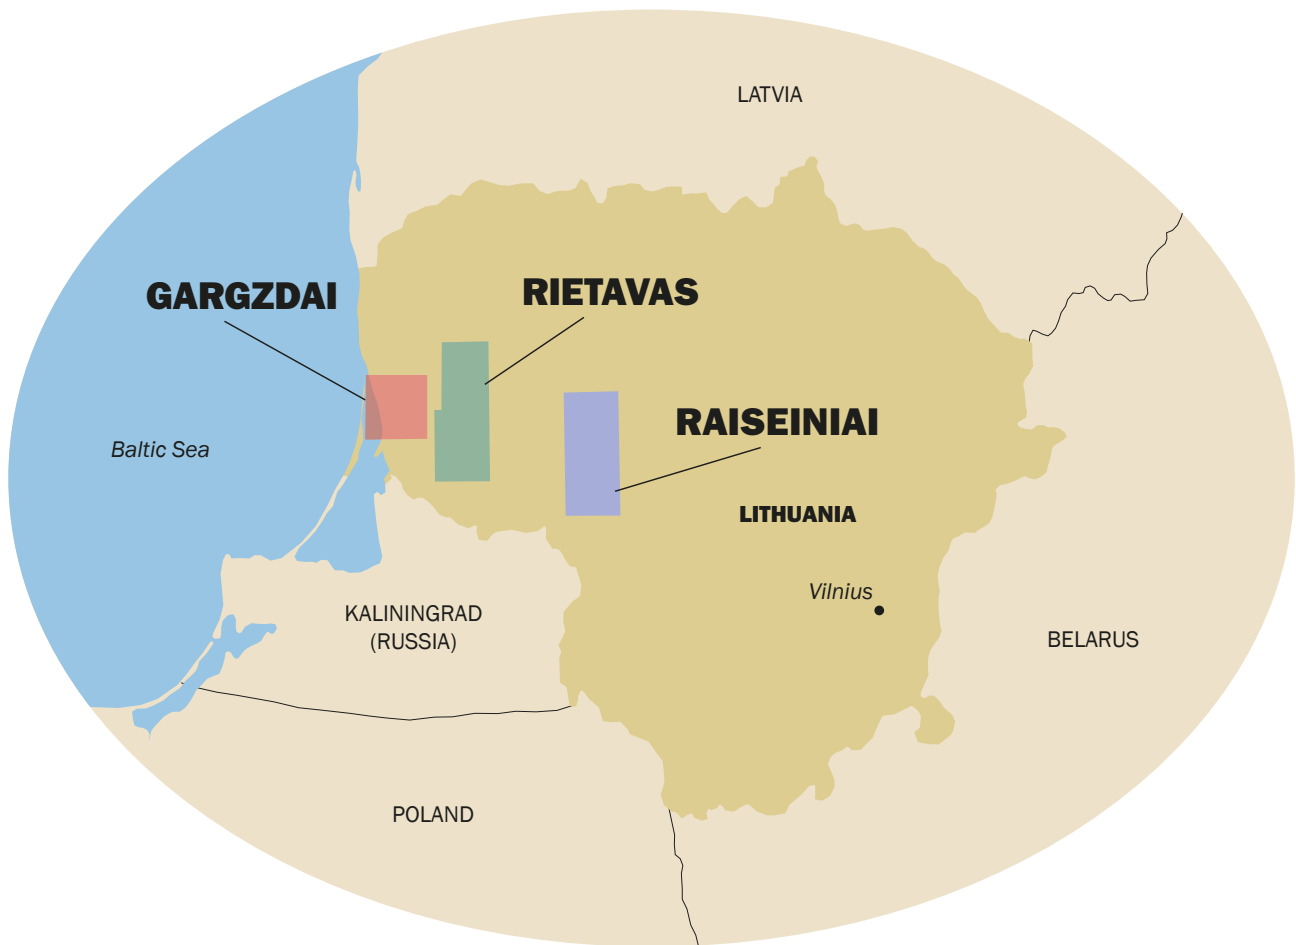 LATVIA
GARGZDAI
RIETAVAS
RAISEINIAI
Baltic Sea
LITHUANIA
Vilnius
KALININGRAD
(RUSSIA)
BELARUS
POLAND